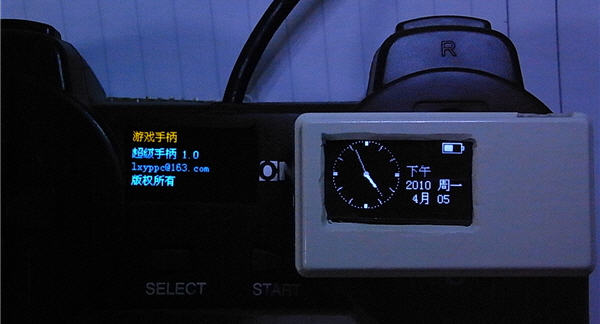 R
游戏手柄
超级手柄 1.0
lxyppc@163.com
版权所有
ON
下午
2010 周一
4月 05
SELECT
START